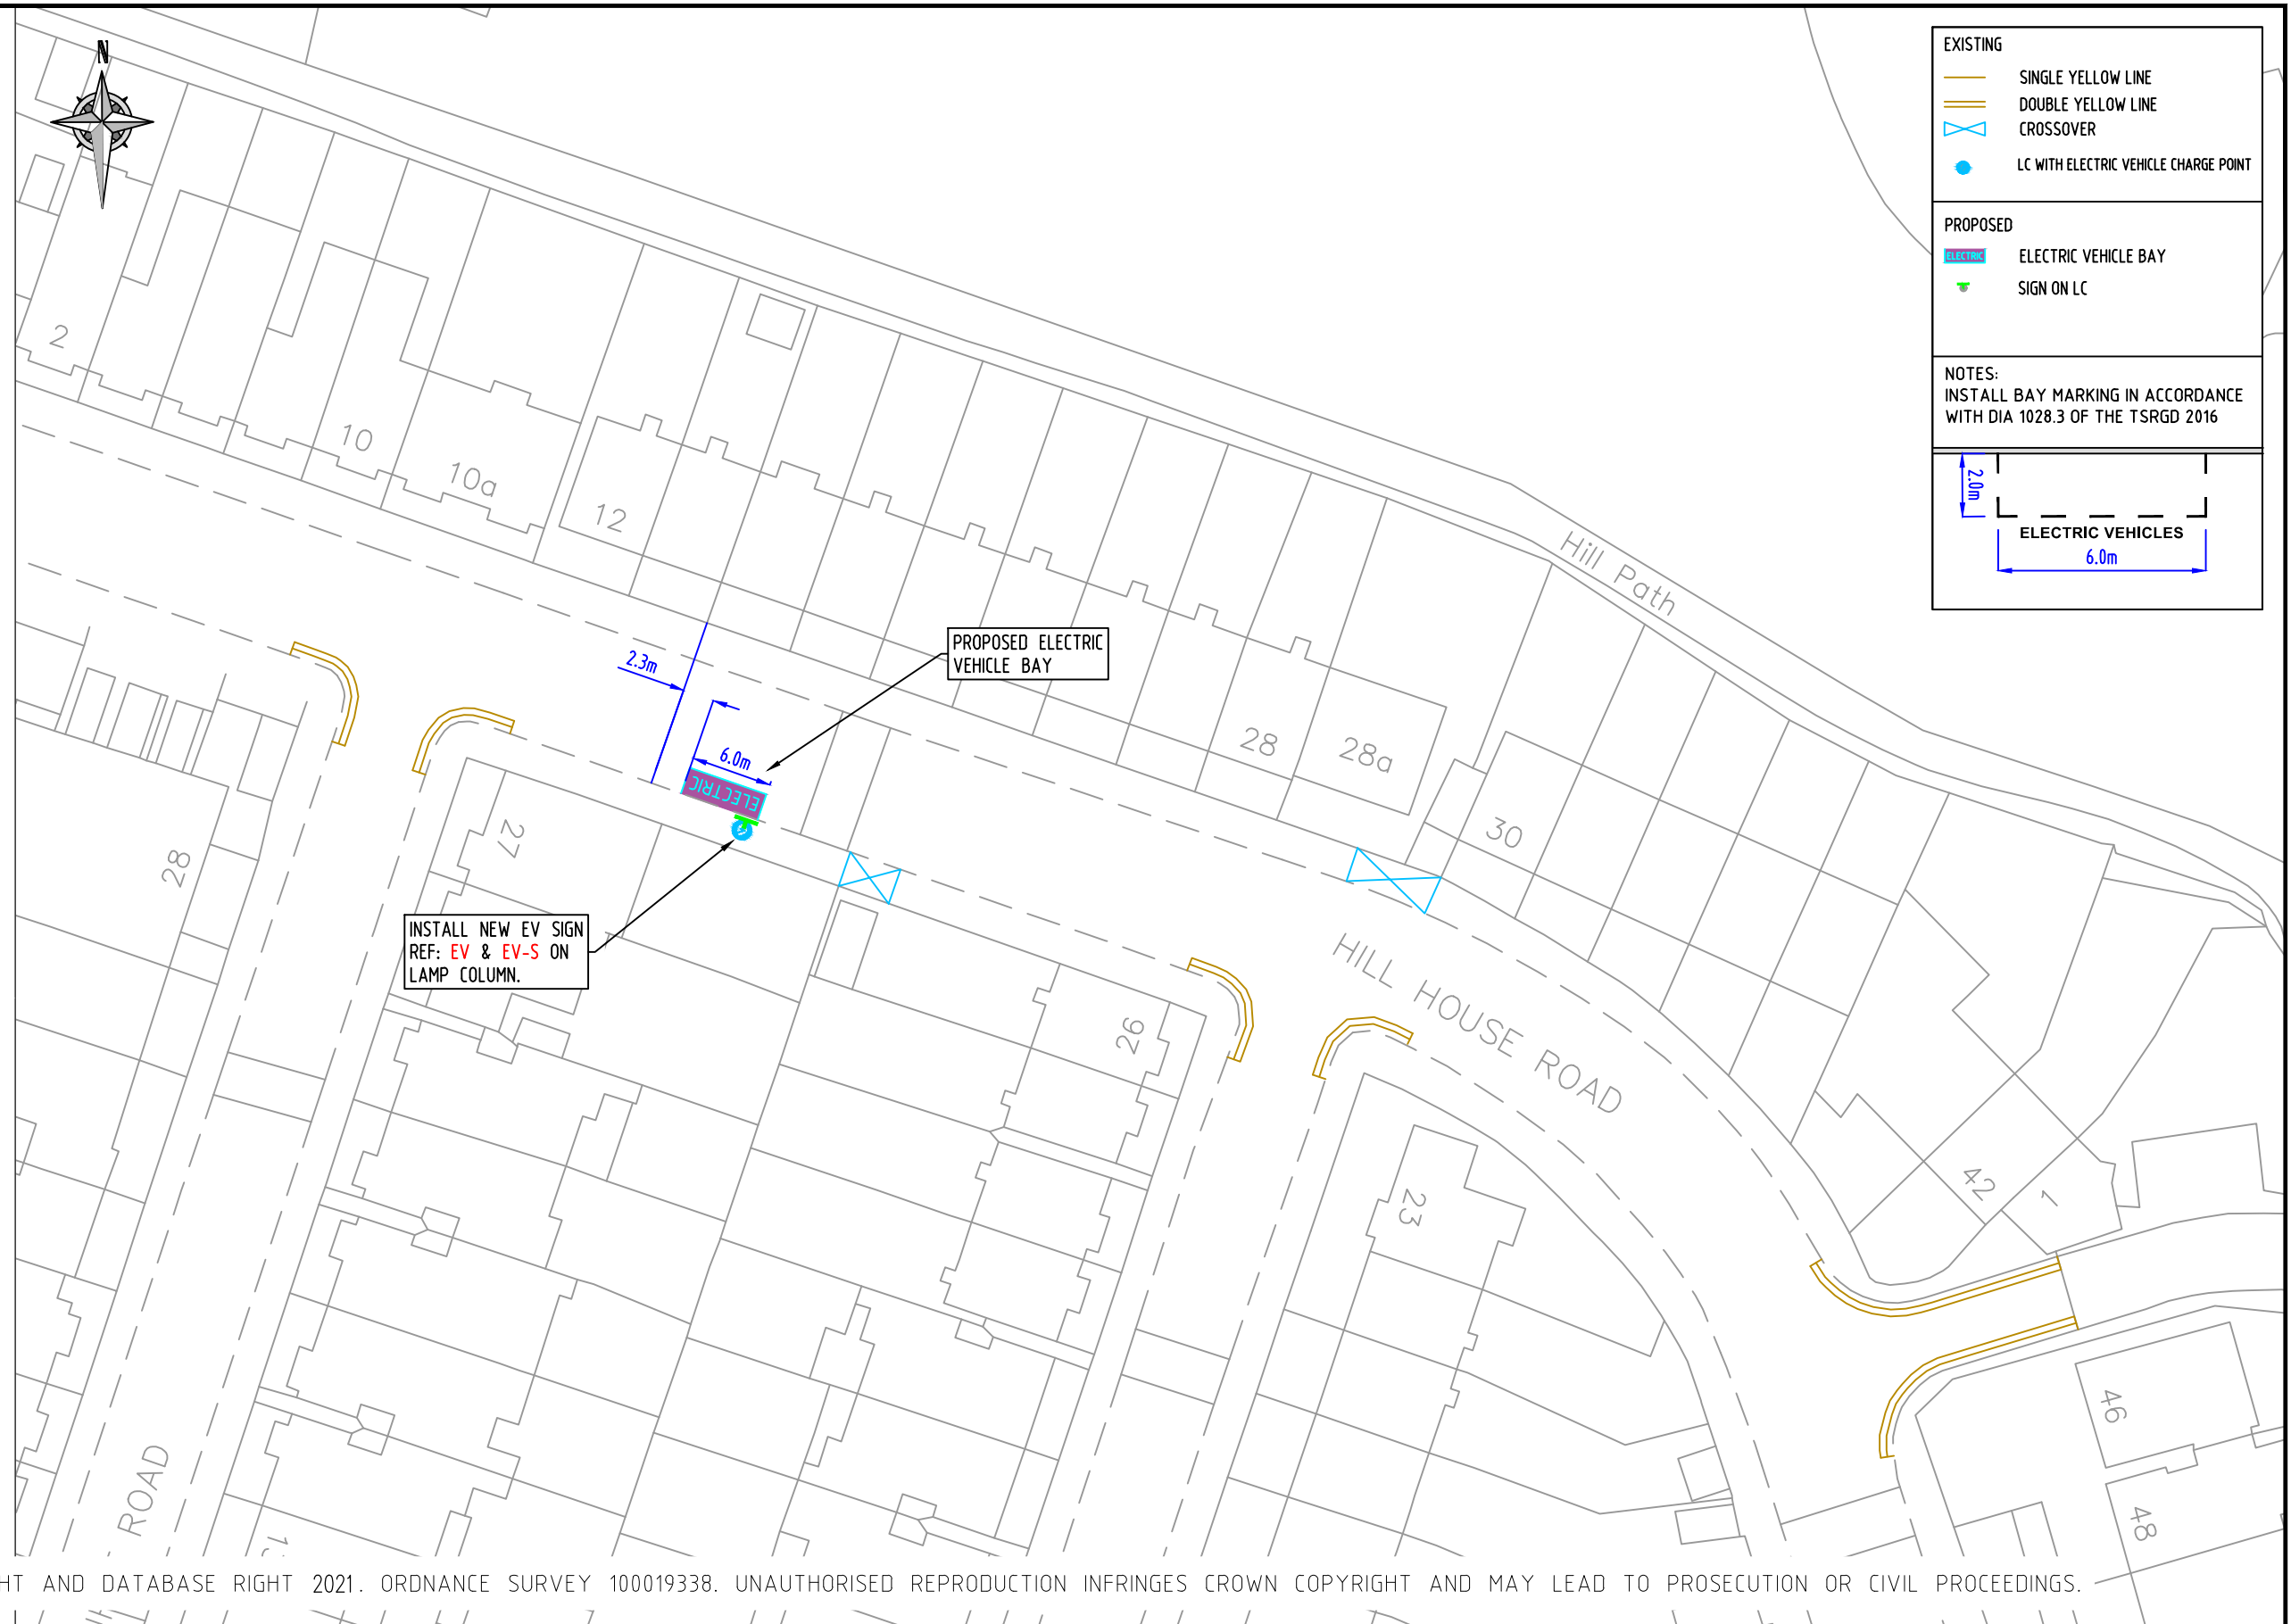 N
EXISTING
SINGLE YELLOW LINE
DOUBLE YELLOW LINE
CROSSOVER
LC WITH ELECTRIC VEHICLE CHARGE POINT
PROPOSED
ELECTRIC
ELECTRIC VEHICLE BAY
SIGN ON LC
NOTES:
INSTALL BAY MARKING IN ACCORDANCE
WITH DIA 1028.3 OF THE TSRGD 2016
2.0m
ELECTRIC VEHICLES
6.0m
2
10
10a
12
Hill Path
2.3m
PROPOSED ELECTRIC
VEHICLE BAY
6.0m
ELECTRIC
28
28a
30
27
28
INSTALL NEW EV SIGN
REF: EV & EV-S ON
LAMP COLUMN.
HILL HOUSE ROAD
26
23
42
1
46
48
ROAD
HT AND DATABASE RIGHT 2021. ORDNANCE SURVEY 100019338. UNAUTHORISED REPRODUCTION INFRINGES CROWN COPYRIGHT AND MAY LEAD TO PROSECUTION OR CIVIL PROCEEDINGS.